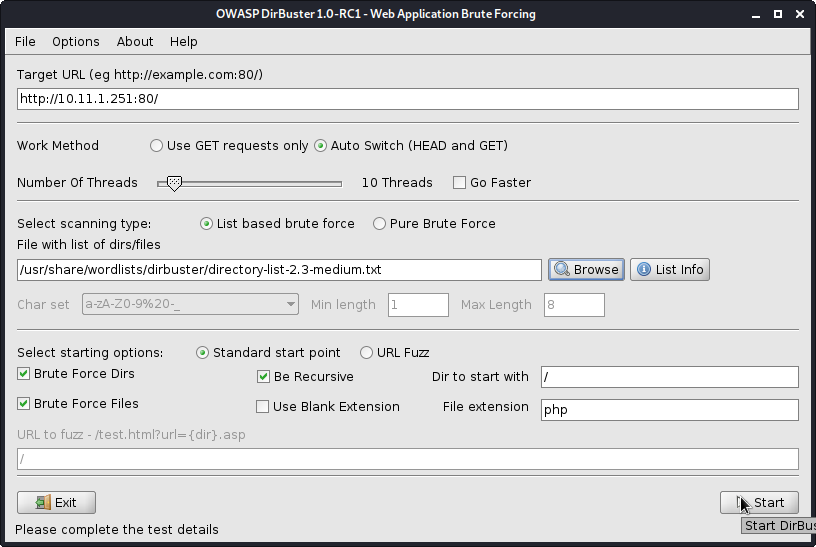 OWASP DirBuster 1.0-RC1 - Web Application Brute Forcing
File Options About Help
Target URL (eg http://example.com:80/)
http://10.11.1.251:80/
Work Method Use GET requests only Auto Switch (HEAD and GET)
Number Of Threads 10 Threads Go Faster
Select scanning type: List based brute force Pure Brute Force
File with list of dirs/files
/usr/share/wordlists/dirbuster/directory-list-2.3-medium.txt Browse List Info
Char set a-zA-Z0-9%20-_ Min length 1 Max Length 8
Select starting options: Standard start point URL Fuzz
Brute Force Dirs Be Recursive Dir to start with /
Brute Force Files Use Blank Extension File extension php
URL to fuzz - /test.html?url={dir}.asp
/
Exit Start
Please complete the test details Start DirBus